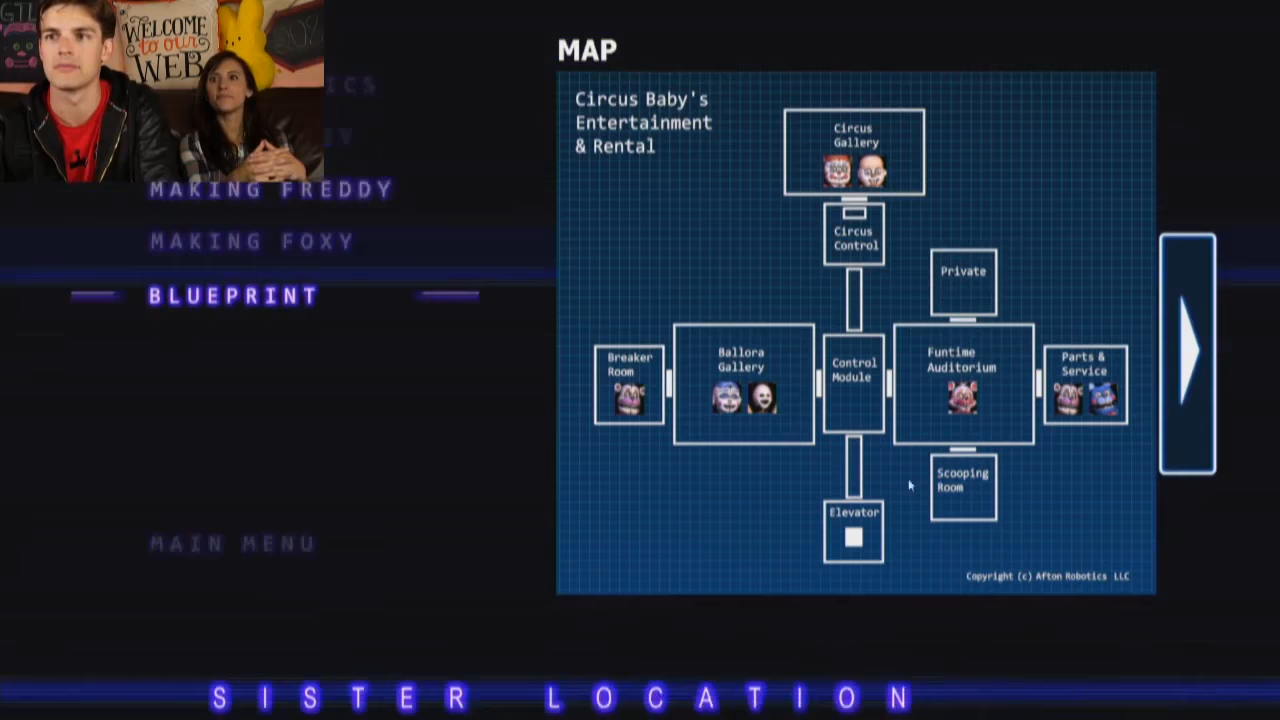 GTL
WELCOME
to our
WEB
ICS
MAKING FREDDY
MAKING FOXY
BLUEPRINT
MAIN MENU
MAP
Circus Baby's
Entertainment
& Rental
Circus
Gallery
Circus
Control
Private
Breaker
Room
Ballora
Gallery
Control
Module
Funtime
Auditorium
Parts &
Service
Scooping
Room
Elevator
Copyright (c) Afton Robotics LLC
SISTER LOCATION